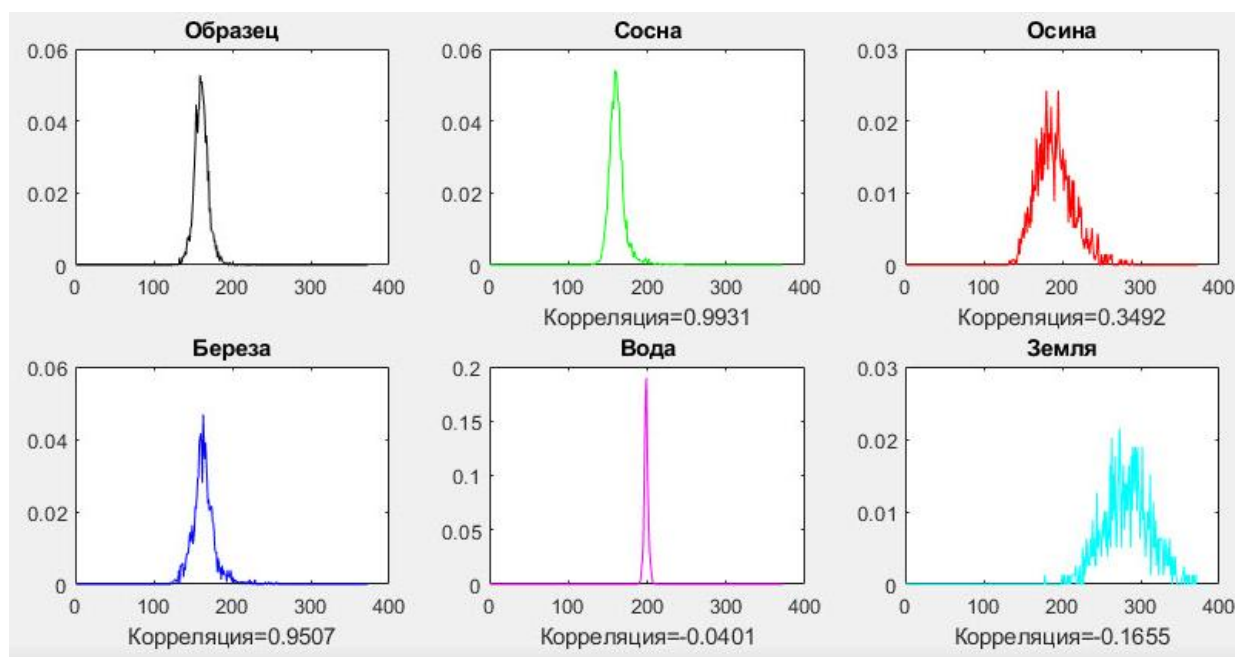 Образец
0.06
0.04
0.02
0
0 100 200 300 400
Сосна
0.06
0.04
0.02
0
0 100 200 300 400
Корреляция=0.9931
Осина
0.03
0.02
0.01
0
0 100 200 300 400
Корреляция=0.3492
Береза
0.06
0.04
0.02
0
0 100 200 300 400
Корреляция=0.9507
Вода
0.2
0.15
0.1
0.05
0
0 100 200 300 400
Корреляция=-0.0401
Земля
0.03
0.02
0.01
0
0 100 200 300 400
Корреляция=-0.1655